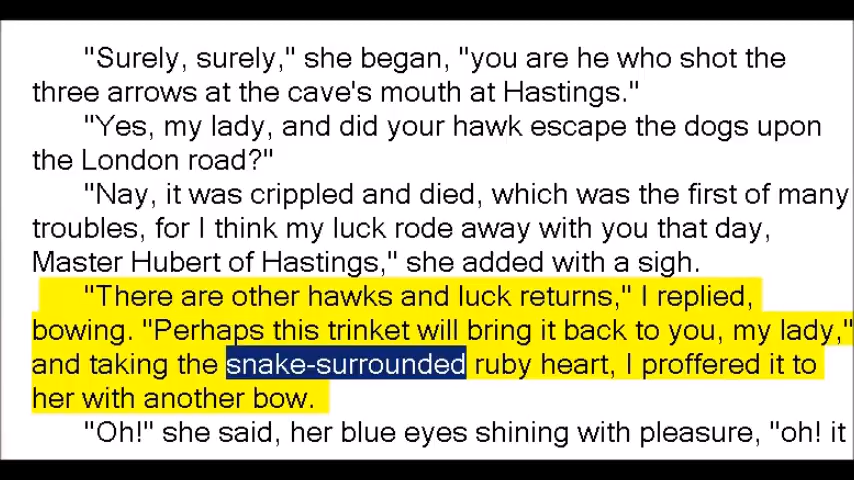 "Surely, surely," she began, "you are he who shot the
three arrows at the cave's mouth at Hastings."
"Yes, my lady, and did your hawk escape the dogs upon
the London road?"
"Nay, it was crippled and died, which was the first of many
troubles, for I think my luck rode away with you that day,
Master Hubert of Hastings," she added with a sigh.
"There are other hawks and luck returns," I replied,
bowing. "Perhaps this trinket will bring it back to you, my lady,"
and taking the snake-surrounded ruby heart, I proffered it to
her with another bow.
"Oh!" she said, her blue eyes shining with pleasure, "oh! it